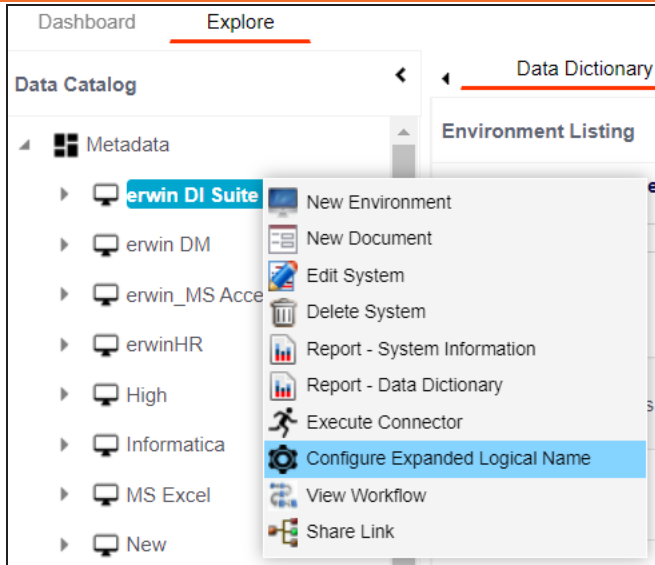 Dashboard Explore
Data Catalog
Data Dictionary
Metadata
Environment Listing
erwin DI Suite
erwin DM
erwin_MS Acce
erwinHR
High
Informatica
MS Excel
New
New Environment
New Document
Edit System
Delete System
Report - System Information
Report - Data Dictionary
Execute Connector
Configure Expanded Logical Name
View Workflow
Share Link